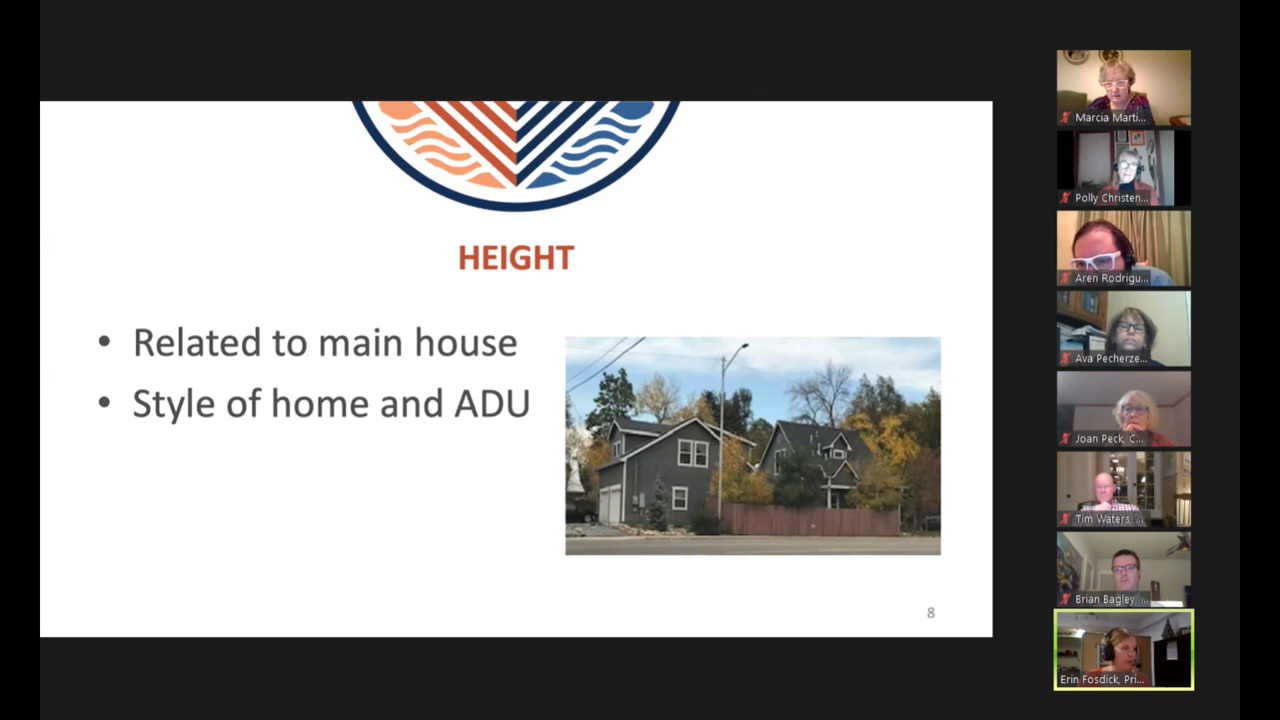 HEIGHT
• Related to main house
• Style of home and ADU
8
Marcia Marti...
Polly Christen...
Aren Rodrigu...
Ava Pecherze...
Joan Peck, C...
Tim Waters, ...
Brian Bagley, ...
Erin Fosdick, Pri...